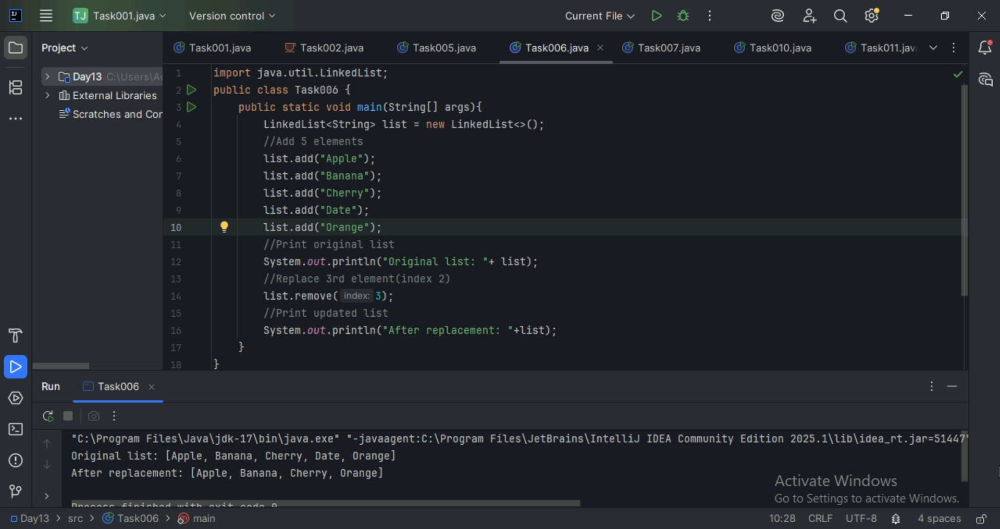 TJ Task001.java Version control Current File
Project
Task001.java Task002.java Task005.java Task006.java Task007.java Task010.java Task011.jav
Day13 C:\Users\Ad
External Libraries
Scratches and Con
1 import java.util.LinkedList;
2 public class Task006 {
3 public static void main(String[] args){
4 LinkedList<String> list = new LinkedList<>();
5 //Add 5 elements
6 list.add("Apple");
7 list.add("Banana");
8 list.add("Cherry");
9 list.add("Date");
10 list.add("Orange");
11 //Print original list
12 System.out.println("Original list: "+ list);
13 //Replace 3rd element(index 2)
14 list.remove( index: 3);
15 //Print updated list
16 System.out.println("After replacement: "+list);
17 }
18 }
Run Task006
"C:\Program Files\Java\jdk-17\bin\java.exe" "-javaagent:C:\Program Files\JetBrains\IntelliJ IDEA Community Edition 2025.1\lib\idea_rt.jar=51447"
Original list: [Apple, Banana, Cherry, Date, Orange]
After replacement: [Apple, Banana, Cherry, Orange]
Process finished with exit code 0
Activate Windows
Go to Settings to activate Windows.
Day13 > src > Task006 > main 10:28 CRLF UTF-8 4 spaces